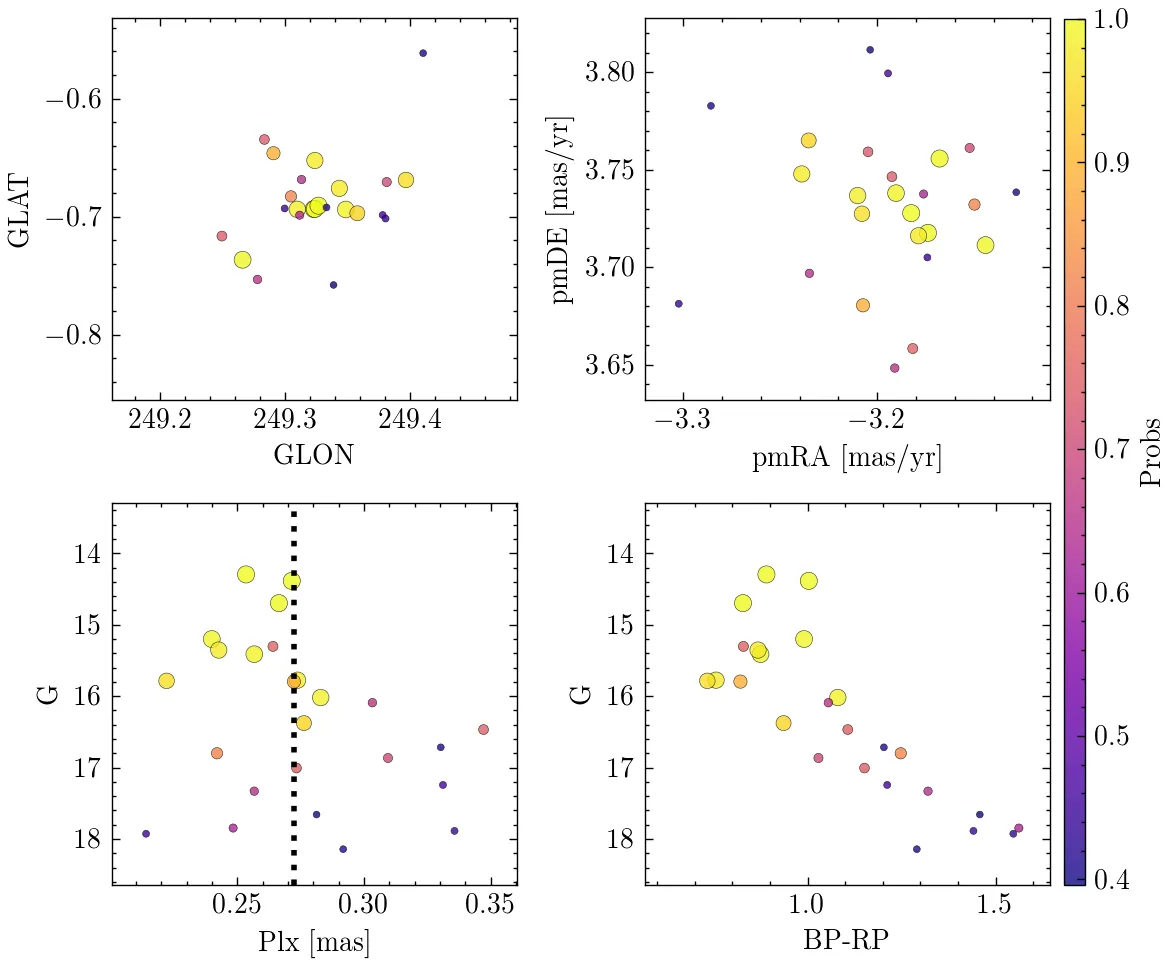 −0.6
−0.7
−0.8
GLAT
249.2 249.3 249.4
GLON
3.80
3.75
3.70
3.65
pmDE [mas/yr]
−3.3 −3.2
pmRA [mas/yr]
14
15
16
17
18
G
0.25 0.30 0.35
Plx [mas]
14
15
16
17
18
G
1.0 1.5
BP-RP
1.0
0.9
0.8
0.7
0.6
0.5
0.4
Probs